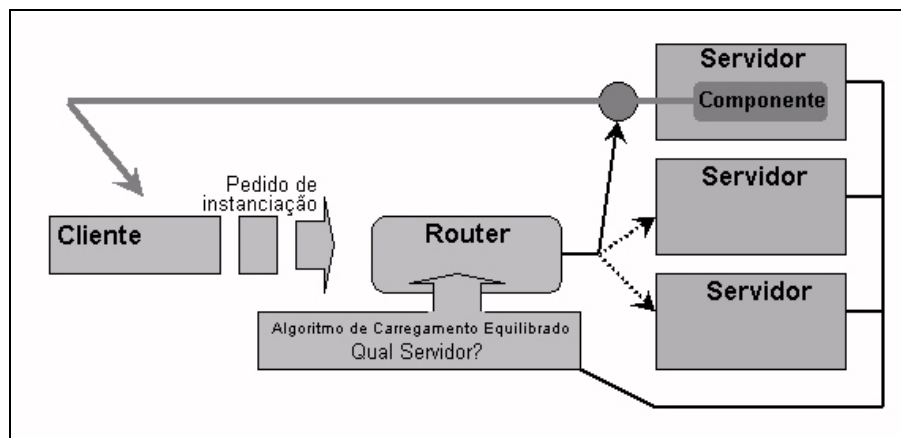 Servidor
Componente
Pedido de
instanciação
Servidor
Cliente
Router
Servidor
Algoritmo de Carregamento Equilibrado
Qual Servidor?